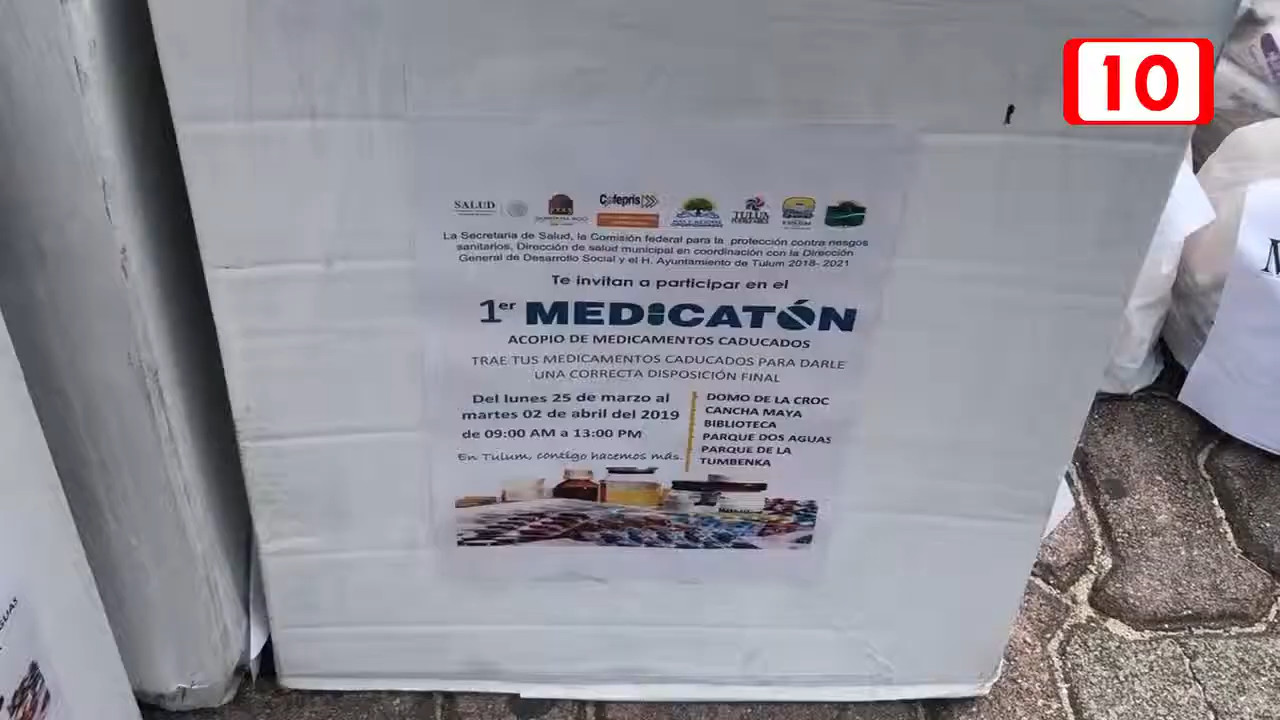 10
SALUD
QUINTANA ROO
Cofepris
TULUM
La Secretaria de Salud, la Comisión federal para la protección contra riesgos
sanitarios, Dirección de salud municipal en coordinación con la Dirección
General de Desarrollo Social y el H. Ayuntamiento de Tulum 2018- 2021
Te invitan a participar en el
1er MEDICATÓN
ACOPIO DE MEDICAMENTOS CADUCADOS
TRAE TUS MEDICAMENTOS CADUCADOS PARA DARLE
UNA CORRECTA DISPOSICIÓN FINAL
Del lunes 25 de marzo al
martes 02 de abril del 2019
de 09:00 AM a 13:00 PM
En Tulum, contigo hacemos más.
DOMO DE LA CROC
CANCHA MAYA
BIBLIOTECA
PARQUE DOS AGUAS
PARQUE DE LA
TUMBENKA